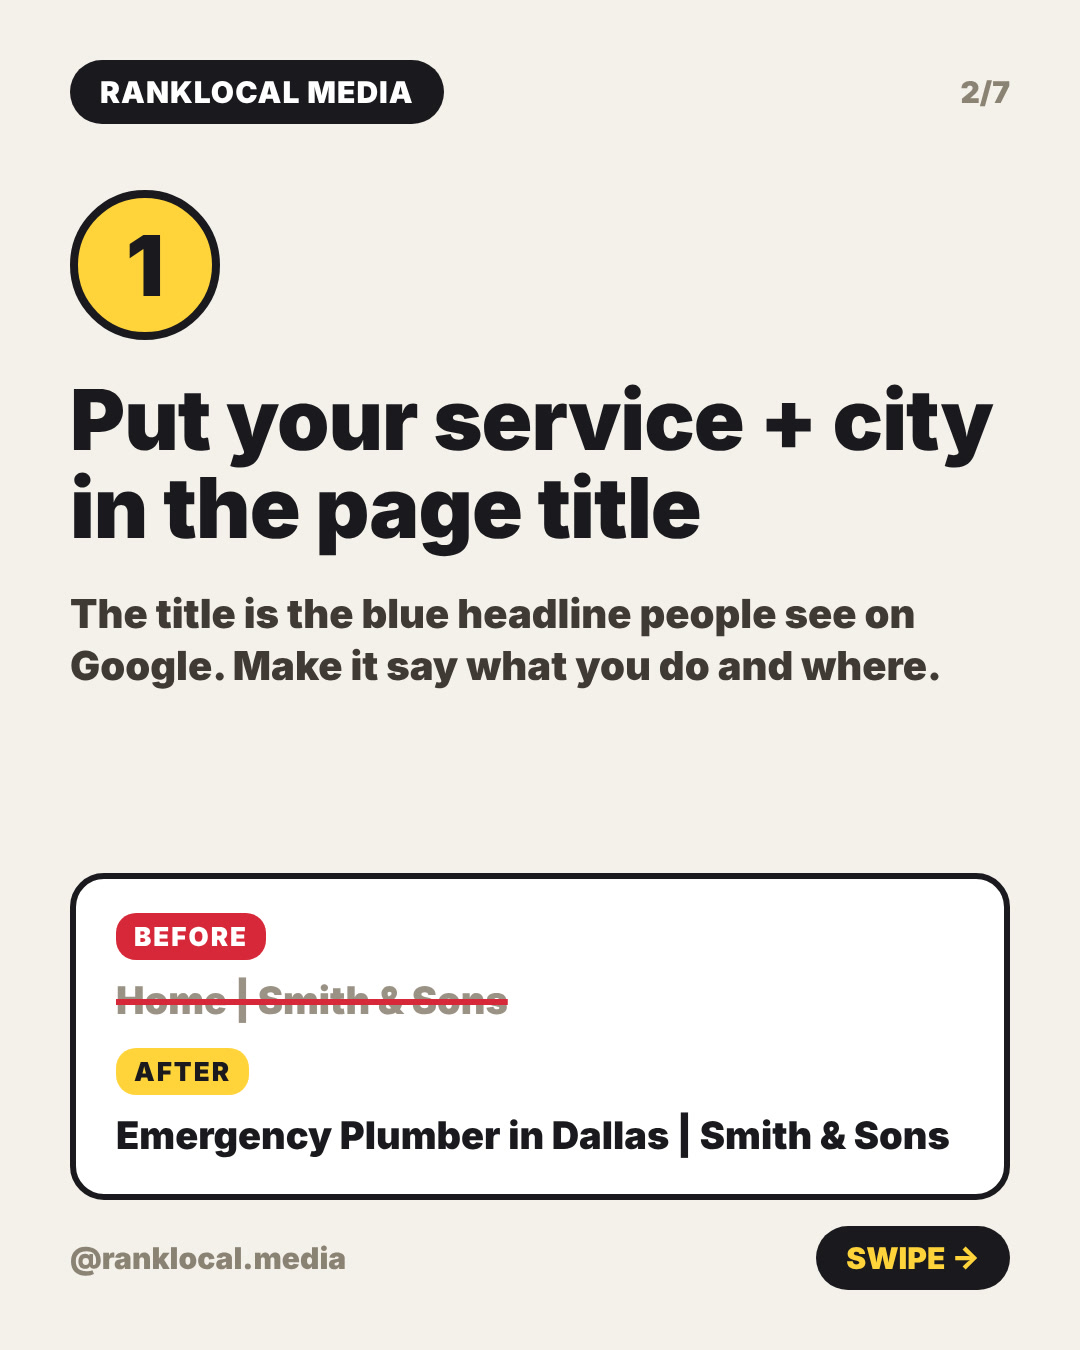 RANKLOCAL MEDIA
2/7
1
Put your service + city
in the page title
The title is the blue headline people see on
Google. Make it say what you do and where.
BEFORE
Home | Smith & Sons
AFTER
Emergency Plumber in Dallas | Smith & Sons
@ranklocal.media
SWIPE →